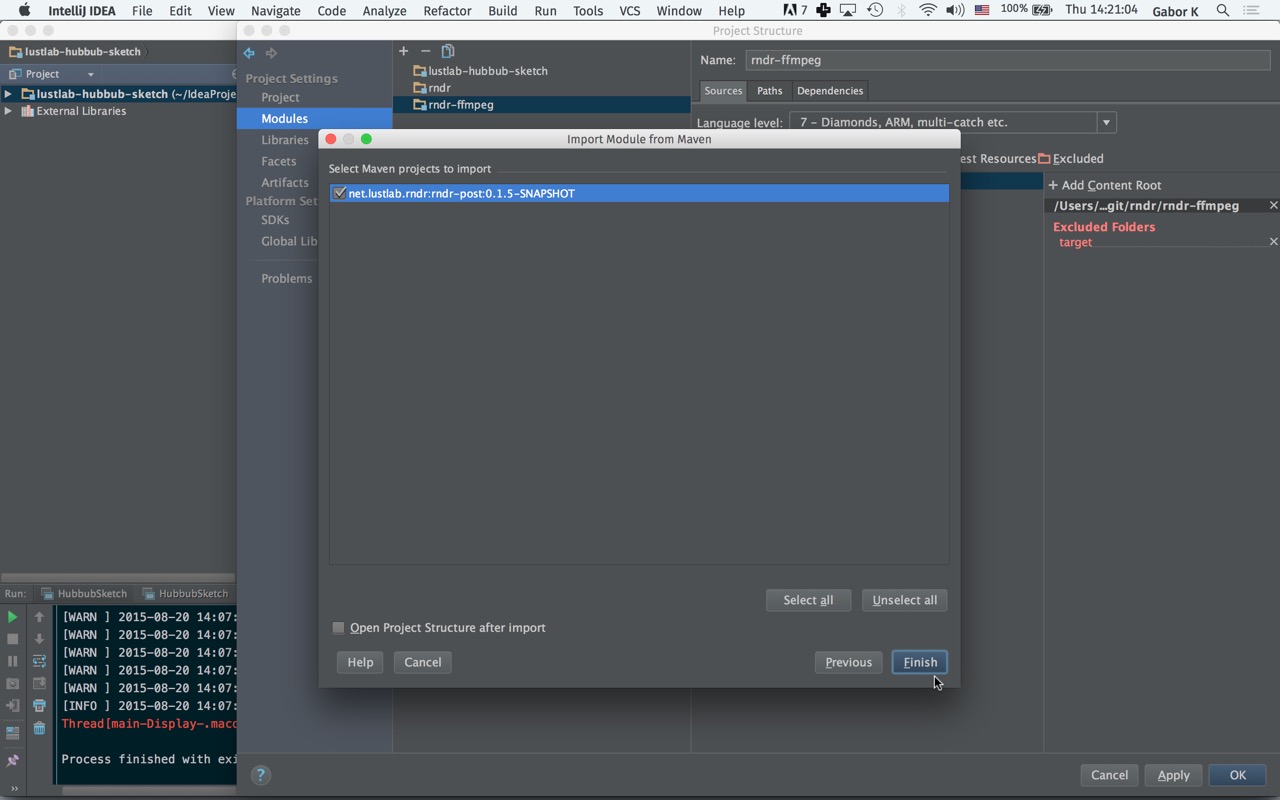 IntelliJ IDEA File Edit View Navigate Code Analyze Refactor Build Run Tools VCS Window Help 7 100% Thu 14:21:04 Gabor K
lustlab-hubbub-sketch
Project Structure
Project
lustlab-hubbub-sketch (~/IdeaProje
External Libraries
Project Settings
Project
Modules
Libraries
Facets
Artifacts
Platform Set
SDKs
Global Lib
Problems
lustlab-hubbub-sketch
rndr
rndr-ffmpeg
Name: rndr-ffmpeg
Sources Paths Dependencies
Language level: 7 – Diamonds, ARM, multi-catch etc.
est Resources Excluded
+ Add Content Root
/Users/...git/rndr/rndr-ffmpeg
Excluded Folders
target
Import Module from Maven
Select Maven projects to import
net.lustlab.rndr:rndr-post:0.1.5-SNAPSHOT
Select all Unselect all
Open Project Structure after import
Help Cancel Previous Finish
Run: HubbubSketch HubbubSketch
[WARN ] 2015-08-20 14:07:
[WARN ] 2015-08-20 14:07:
[WARN ] 2015-08-20 14:07:
[WARN ] 2015-08-20 14:07:
[WARN ] 2015-08-20 14:07:
[INFO ] 2015-08-20 14:07:
Thread[main-Display-.maco
Process finished with exi
? Cancel Apply OK